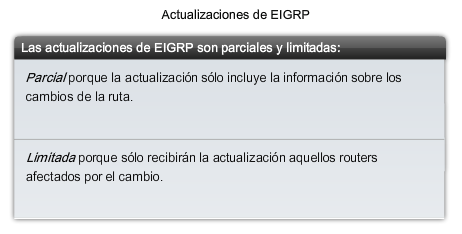 Actualizaciones de EIGRP
Las actualizaciones de EIGRP son parciales y limitadas:
Parcial porque la actualización sólo incluye la información sobre los
cambios de la ruta.
Limitada porque sólo recibirán la actualización aquellos routers
afectados por el cambio.